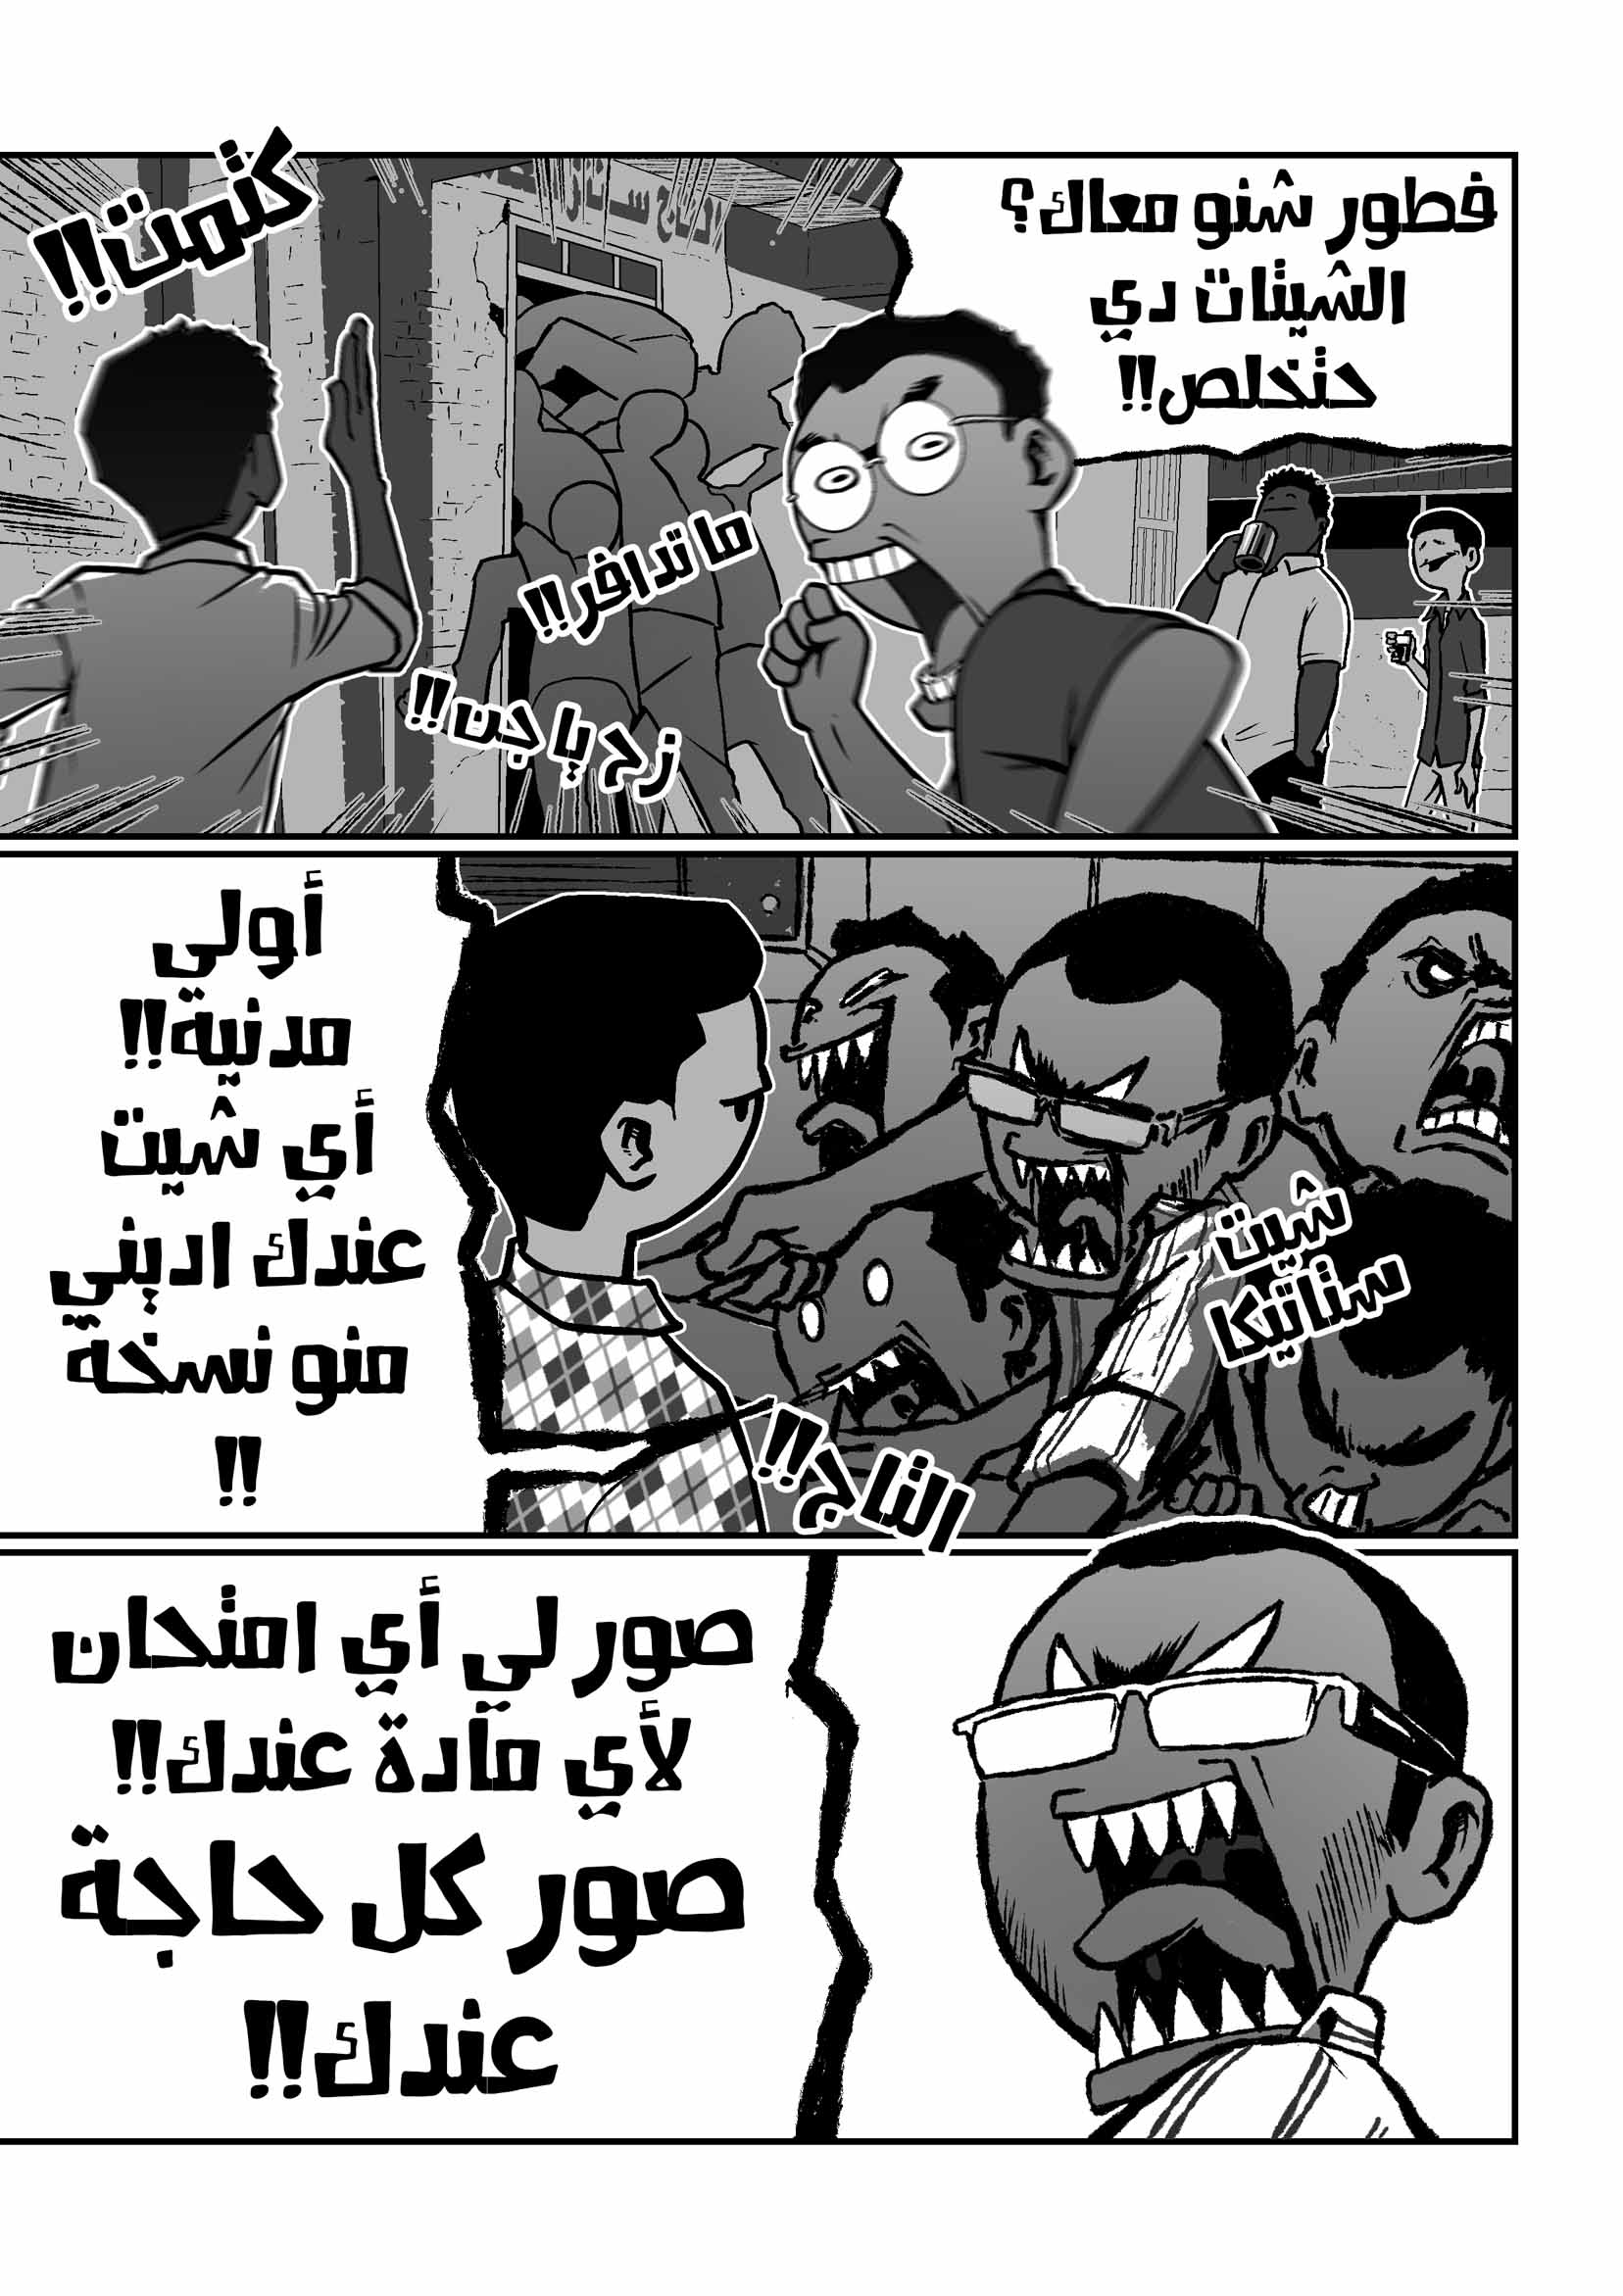 فطور شنو معاك؟
الشيتات دي
حتخلص!!
كتمت!!
ما تدافر!!
زح يا جن!!
شيت
ستاتيكا
التاج!!
أولي
مدنية!!
أي شيت
عندك اديني
منو نسخة
!!
صور لي أي امتحان
لأي مادة عندك!!
صور كل حاجة
عندك!!